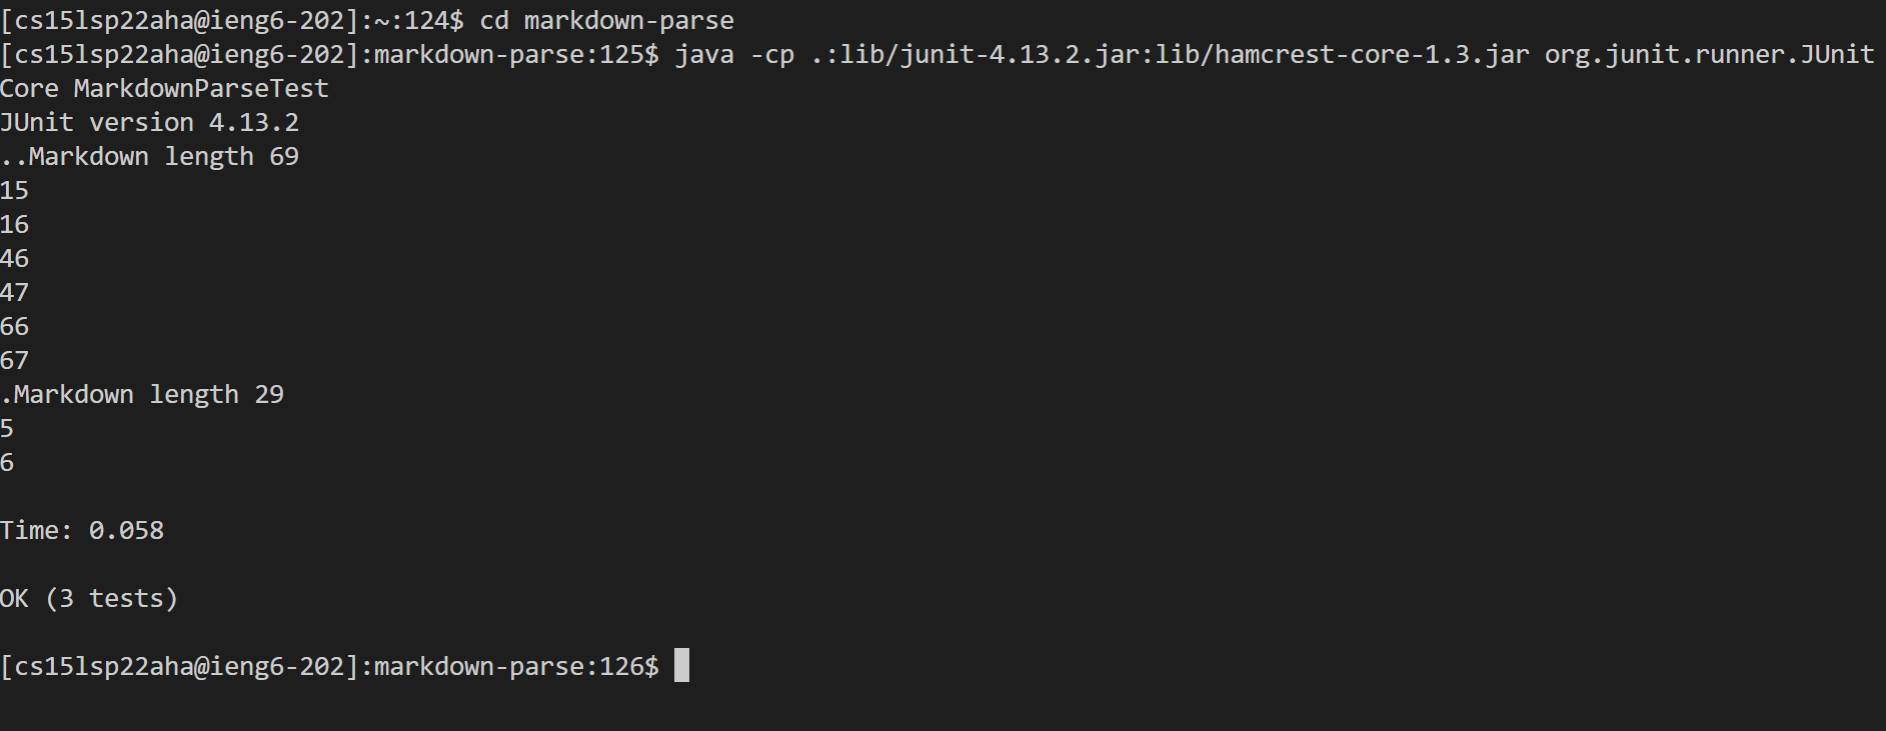 [cs15lsp22aha@ieng6-202]:~:124$ cd markdown-parse
[cs15lsp22aha@ieng6-202]:markdown-parse:125$ java -cp .:lib/junit-4.13.2.jar:lib/hamcrest-core-1.3.jar org.junit.runner.JUnit
Core MarkdownParseTest
JUnit version 4.13.2
..Markdown length 69
15
16
46
47
66
67
.Markdown length 29
5
6
Time: 0.058
OK (3 tests)
[cs15lsp22aha@ieng6-202]:markdown-parse:126$